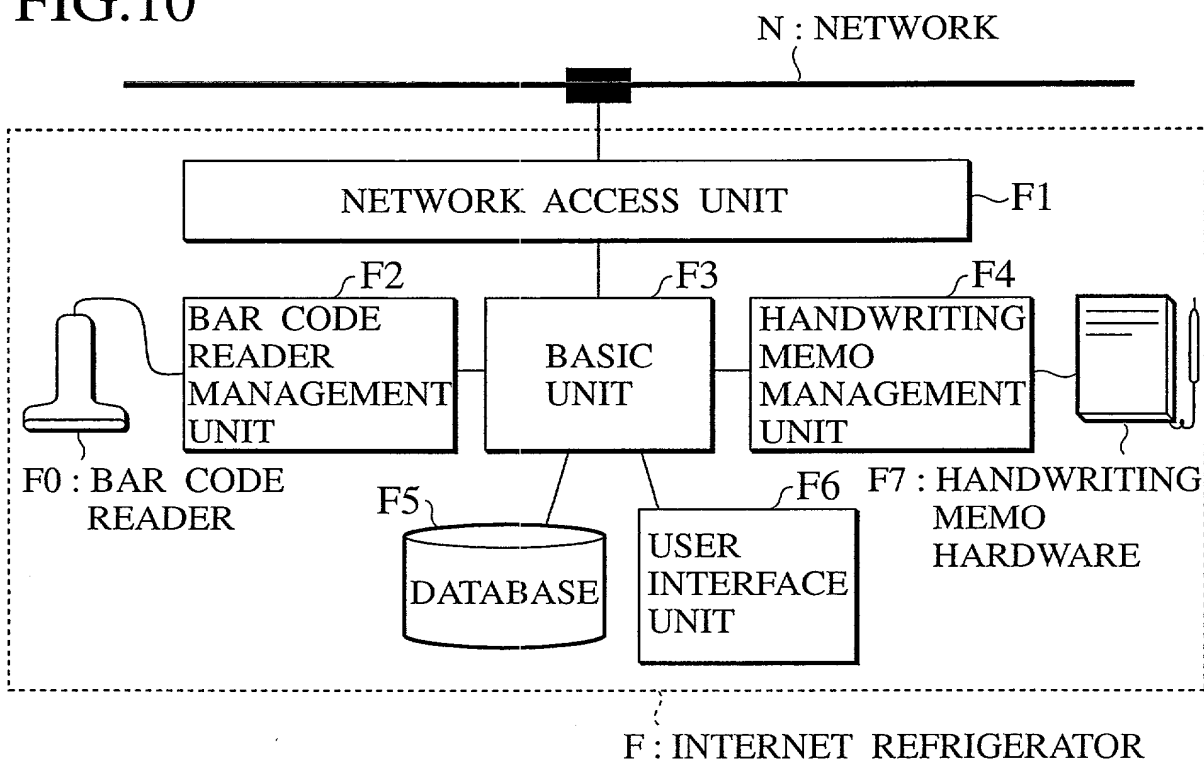 FIG.10
N : NETWORK
NETWORK ACCESS UNIT
F1
F2
F3
F4
BAR CODE
READER
MANAGEMENT
UNIT
BASIC
UNIT
HANDWRITING
MEMO
MANAGEMENT
UNIT
F0 : BAR CODE
READER
F7 : HANDWRITING
MEMO
HARDWARE
F5
DATABASE
F6
USER
INTERFACE
UNIT
F : INTERNET REFRIGERATOR